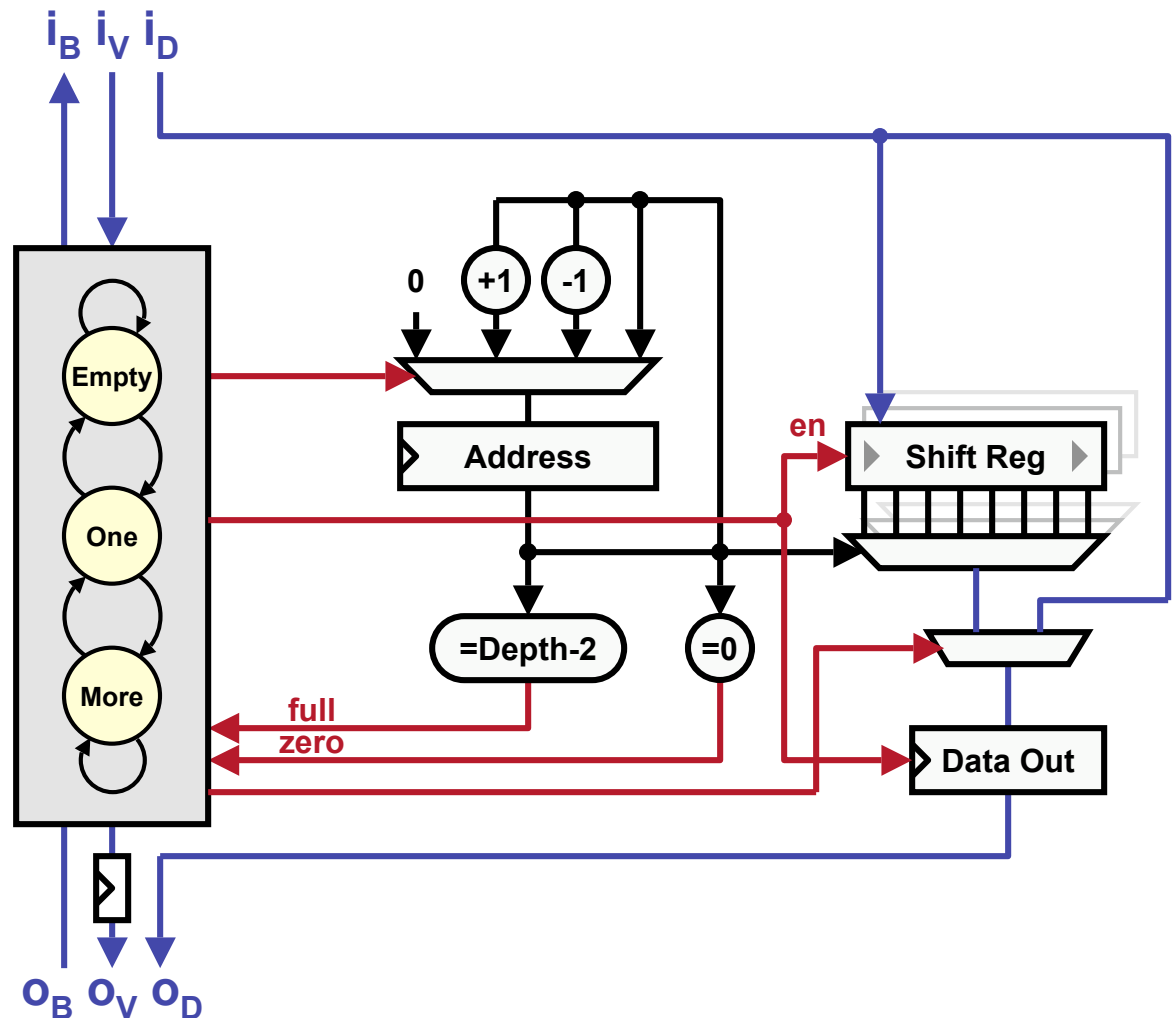 iB iV iD
0 +1 -1
Empty
en
Address
Shift Reg
One
=Depth-2
=0
More
full
zero
Data Out
oB oV oD